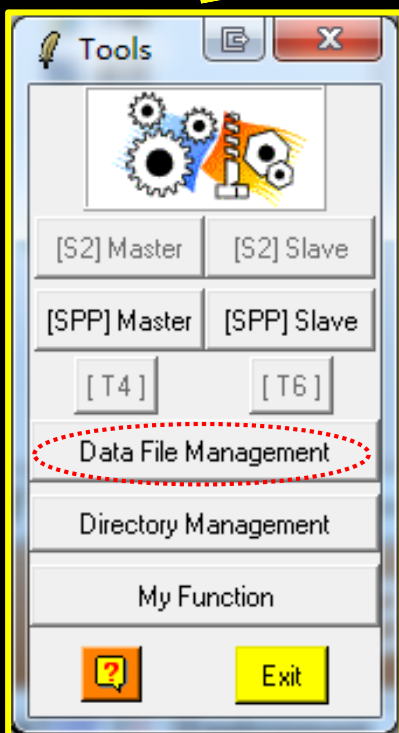 Tools
[S2] Master [S2] Slave
[SPP] Master [SPP] Slave
[ T4 ] [ T6 ]
Data File Management
Directory Management
My Function
? Exit